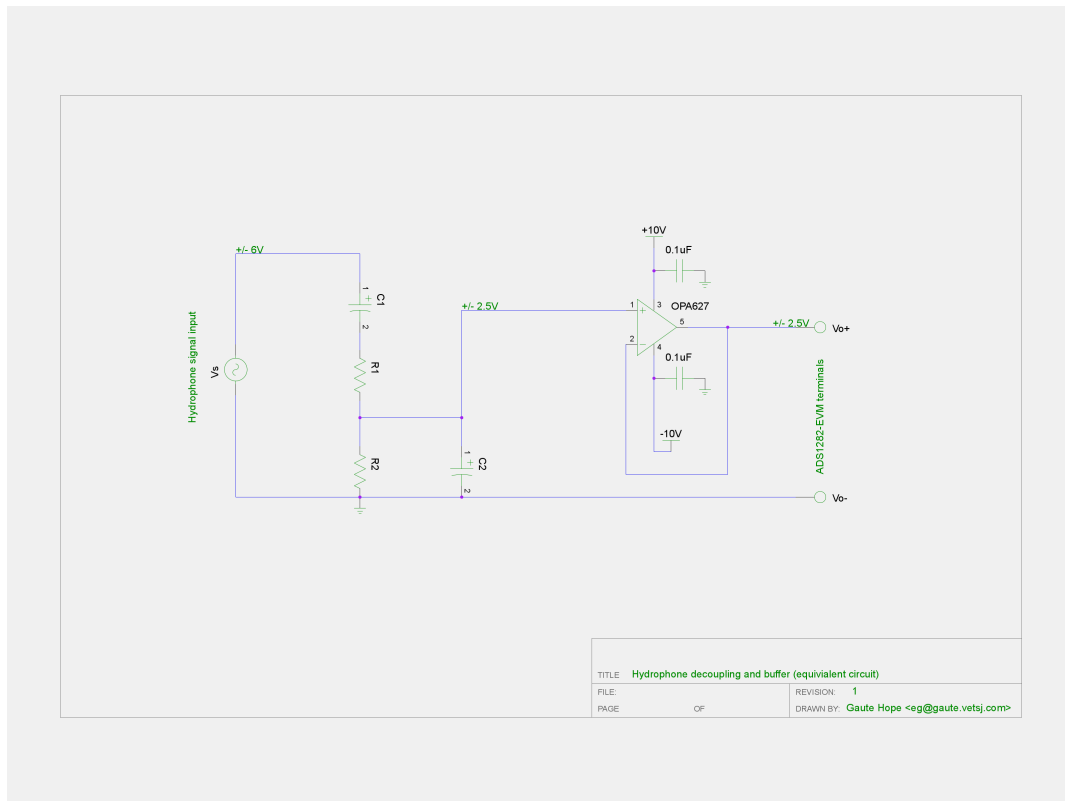 +10V
+/- 6V
0.1uF
1
+
C1
2
+/- 2.5V
1
+
3
OPA627
5
+/- 2.5V
Vo+
2
4
0.1uF
Hydrophone signal input
Vs
R1
ADS1282-EVM terminals
-10V
R2
1
+
C2
2
Vo-
TITLE Hydrophone decoupling and buffer (equivialent circuit)
FILE:
REVISION: 1
PAGE OF
DRAWN BY: Gaute Hope <eg@gaute.vetsj.com>